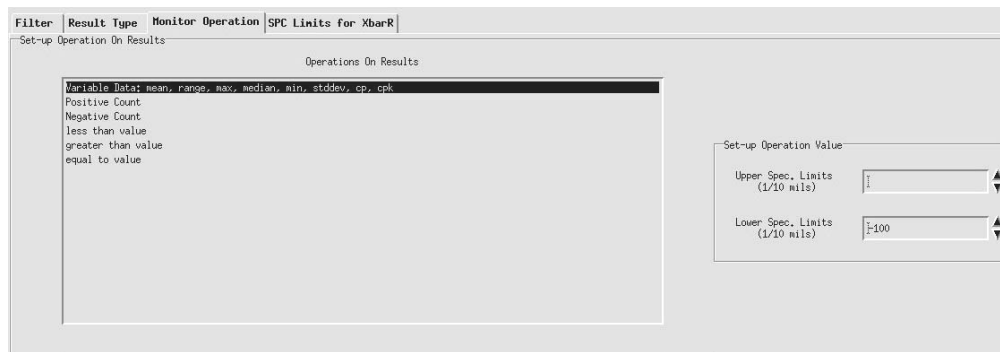 Filter Result Type Monitor Operation SPC Limits for XbarR
Set-up Operation On Results
Operations On Results
Variable Data: mean, range, max, median, min, stddev, cp, cpk
Positive Count
Negative Count
less than value
greater than value
equal to value
Set-up Operation Value
Upper Spec. Limits
(1/10 mils)
Lower Spec. Limits
(1/10 mils)
-100